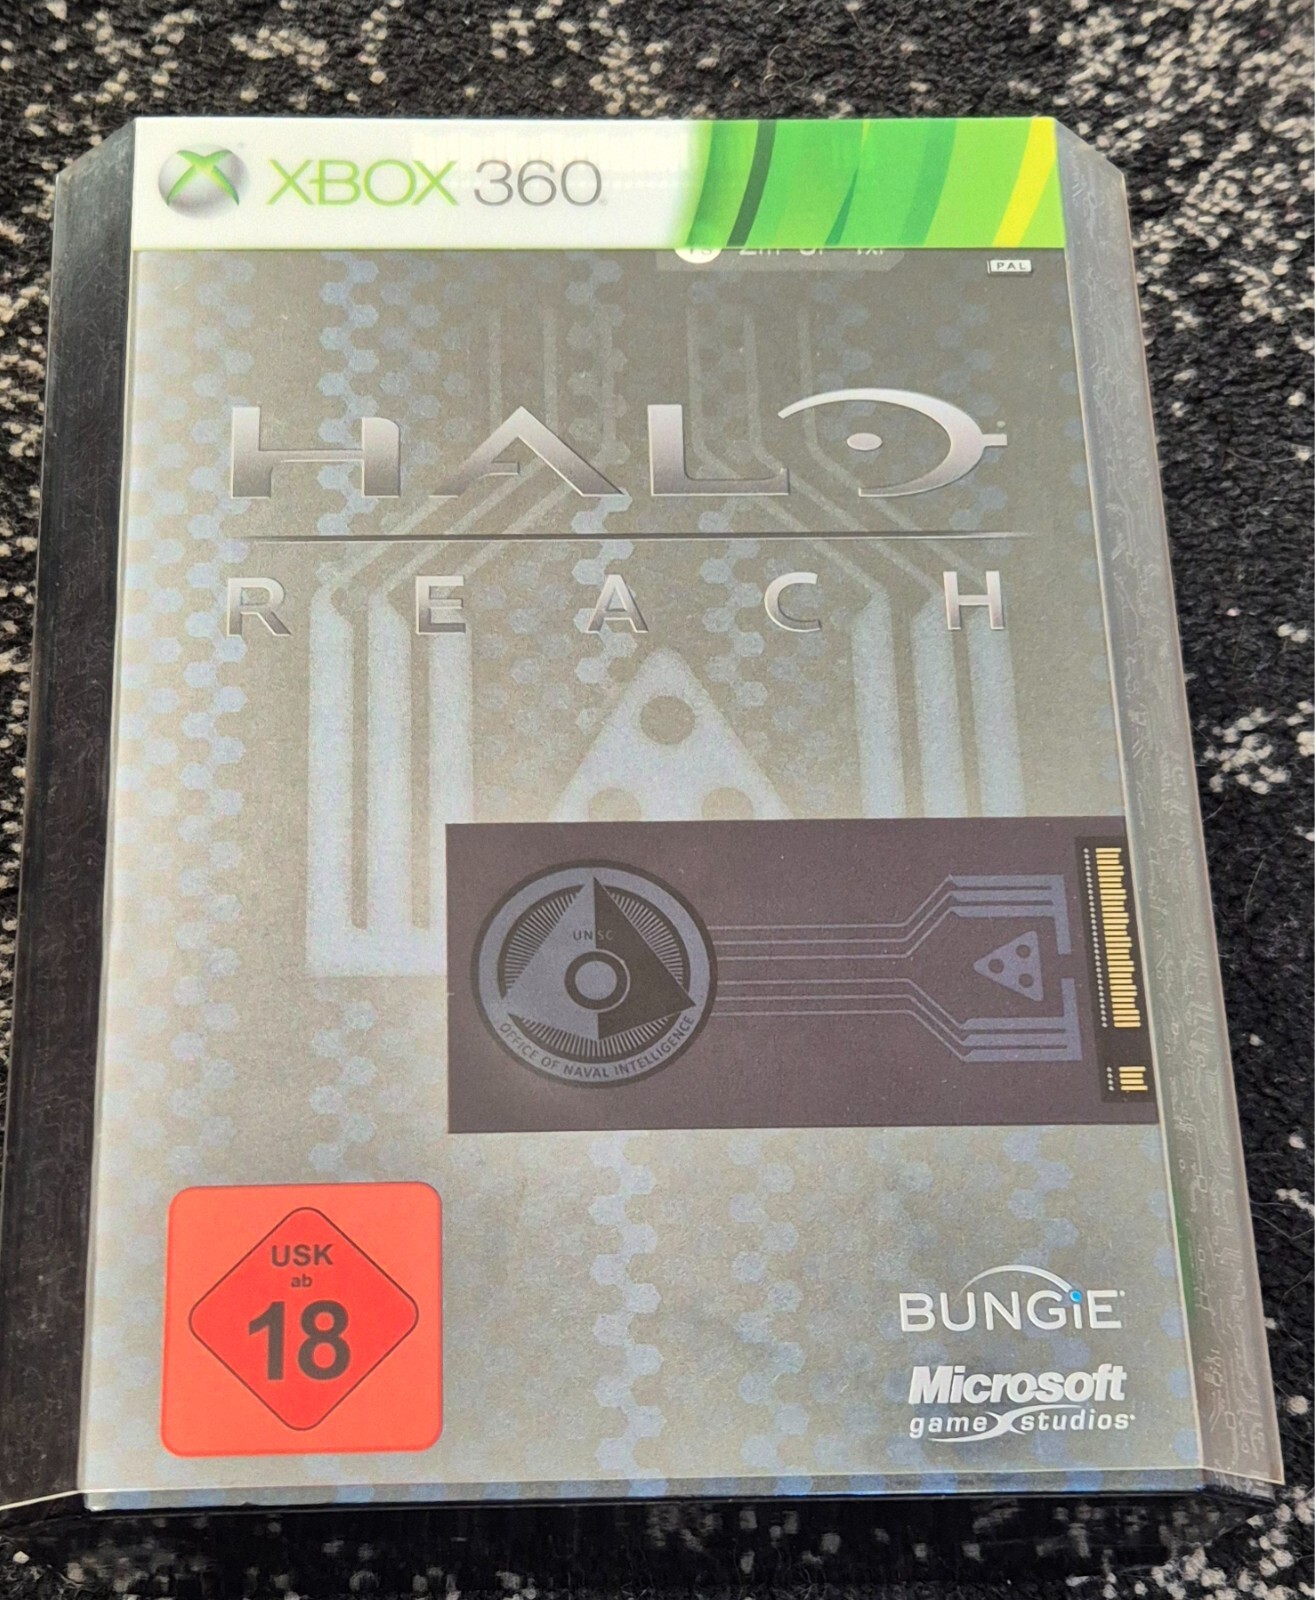 XBOX 360
PAL
HALO
REACH
UNSC
OFFICE OF NAVAL INTELLIGENCE
USK
ab
18
BUNGiE
Microsoft
game studios